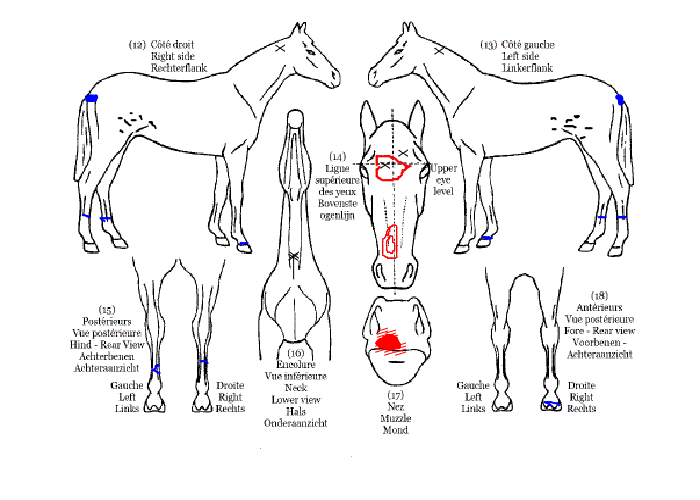 (12) Côté droit
Right side
Rechterflank
(13) Côté gauche
Left side
Linkerflank
(14)
Ligne
supérieure
des yeux
Bovenste
ogenlijn
Upper
eye
level
(15)
Postérieurs
Vue postérieure
Hind - Rear View
Achterbenen
Achteraanzicht
Gauche
Left
Links
Droite
Right
Rechts
(16)
Encolure
Vue inférieure
Neck
Lower view
Hals
Onderaanzicht
(17)
Nez
Muzzle
Mond
(18)
Antérieurs
Vue postérieure
Fore - Rear view
Voorbenen -
Achteraanzicht
Gauche
Left
Links
Droite
Right
Rechts